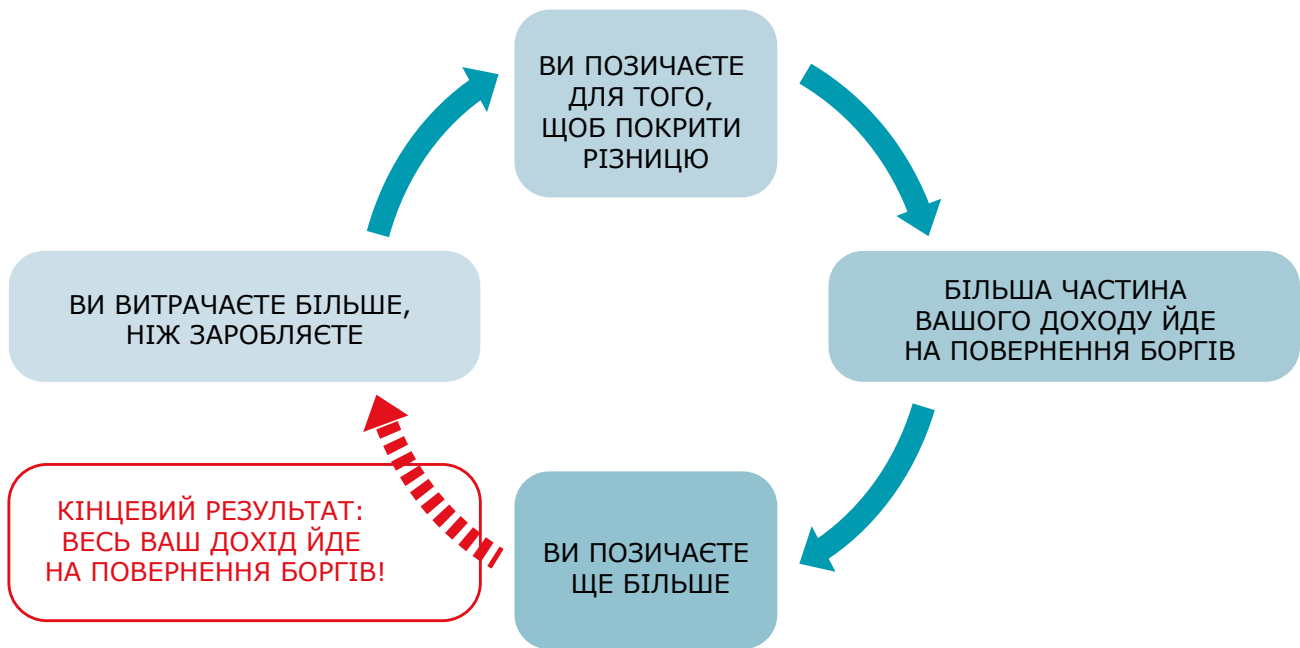 ВИ ПОЗИЧАЄТЕ
ДЛЯ ТОГО,
ЩОБ ПОКРИТИ
РІЗНИЦЮ
ВИ ВИТРАЧАЄТЕ БІЛЬШЕ,
НІЖ ЗАРОБЛЯЄТЕ
БІЛЬША ЧАСТИНА
ВАШОГО ДОХОДУ ЙДЕ
НА ПОВЕРНЕННЯ БОРГІВ
КІНЦЕВИЙ РЕЗУЛЬТАТ:
ВЕСЬ ВАШ ДОХІД ЙДЕ
НА ПОВЕРНЕННЯ БОРГІВ!
ВИ ПОЗИЧАЄТЕ
ЩЕ БІЛЬШЕ